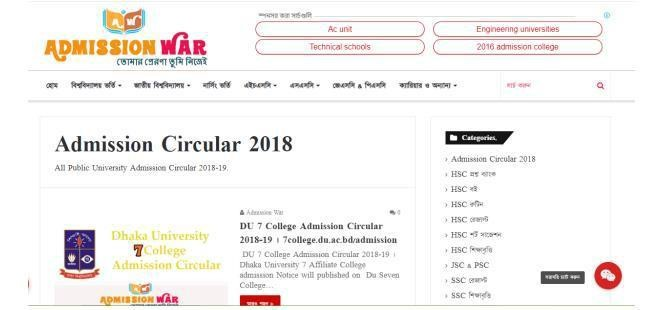 ADMISSION WAR
তোমার প্রেরণা তুমি নিজেই
স্পনসর করা সার্চগুলি
Ac unit
Engineering universities
Technical schools
2016 admission college
হোম বিশ্ববিদ্যালয় ভর্তি জাতীয় বিশ্ববিদ্যালয় নার্সিং ভর্তি এইচএসসি এসএসসি জেএসসি & পিএসসি ক্যারিয়ার ও অন্যান্য সার্চ করুন
Admission Circular 2018
All Public University Admission Circular 2018-19.
Dhaka University
7College
Admission Circular
ADMISSION WAR
Admission War 0
DU 7 College Admission Circular
2018-19 । 7college.du.ac.bd/admission
DU 7 College Admission Circular 2018-19 ।
Dhaka University 7 Affiliate College
admission Notice will published on Du Seven
College...
Categories.
Admission Circular 2018
HSC প্রশ্ন ব্যাংক
HSC বই
HSC রুটিন
HSC রেজাল্ট
HSC শর্ট সাজেশন
HSC শিক্ষাবৃত্তি
JSC & PSC
SSC রেজাল্ট
SSC শিক্ষাবৃত্তি
সরাসরি চ্যাট করুন